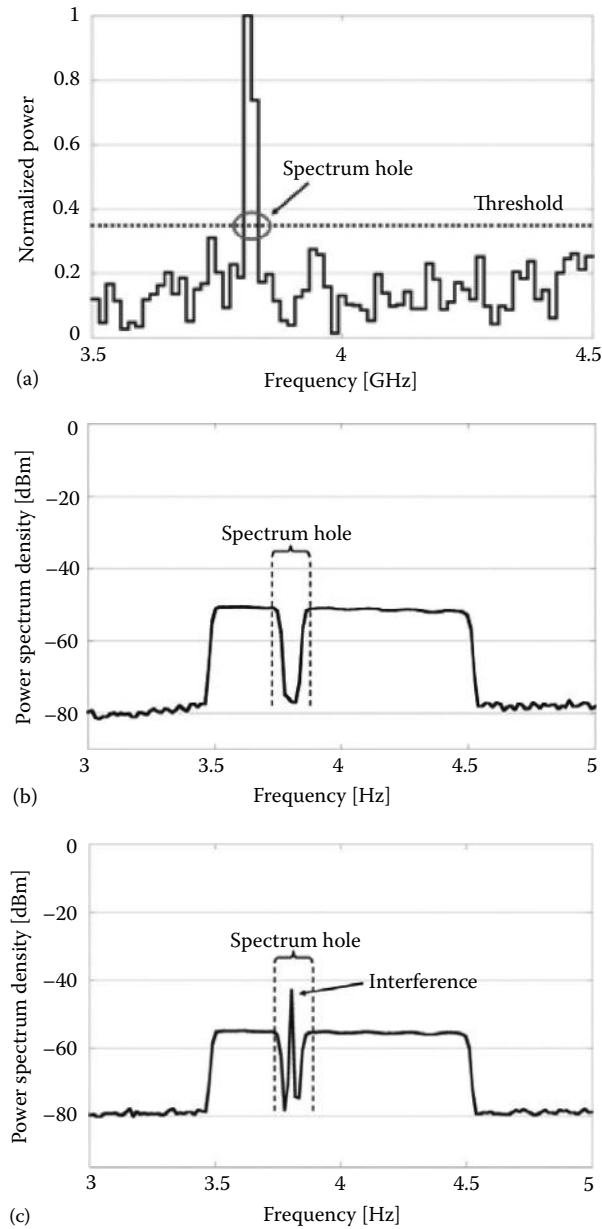 1
0.8
0.6
0.4
0.2
0
Normalized power
Spectrum hole
Threshold
3.5 4 4.5
(a)
Frequency [GHz]
0
−20
−40
−60
−80
Power spectrum density [dBm]
Spectrum hole
3 3.5 4 4.5 5
(b)
Frequency [Hz]
0
−20
−40
−60
−80
Power spectrum density [dBm]
Spectrum hole
Interference
3 3.5 4 4.5 5
(c)
Frequency [Hz]